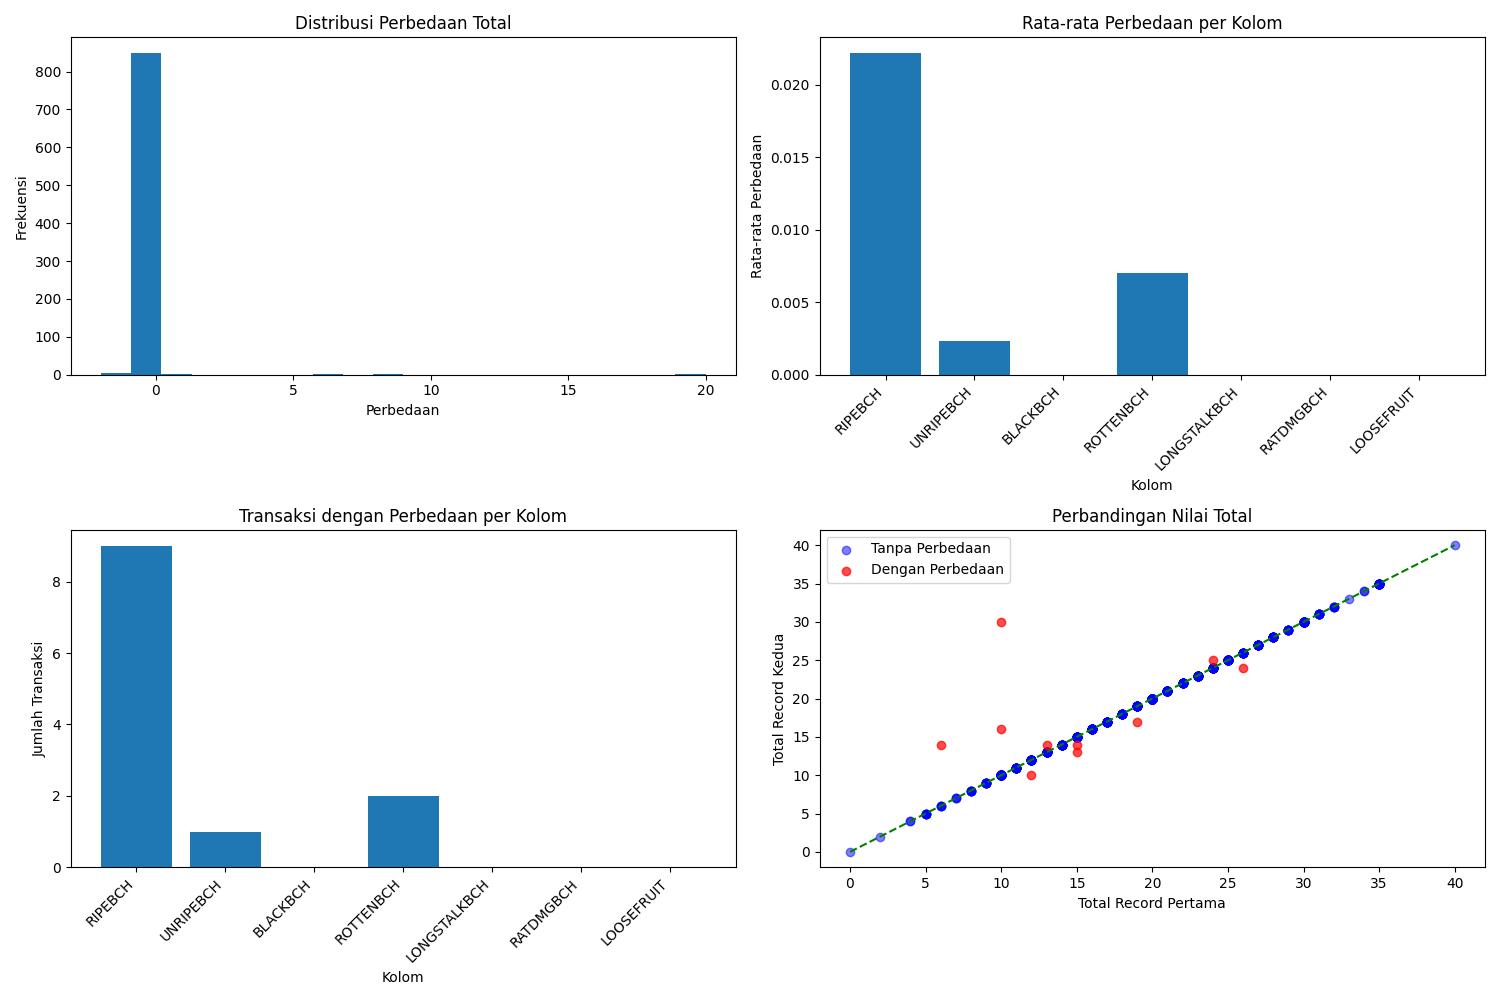 Distribusi Perbedaan Total
800
700
600
500
400
300
200
100
0
Frekuensi
0 5 10 15 20
Perbedaan
Rata-rata Perbedaan per Kolom
0.020
0.015
0.010
0.005
0.000
Rata-rata Perbedaan
RIPEBCH
UNRIPEBCH
BLACKBCH
ROTTENBCH
LONGSTALKBCH
RATDMGBCH
LOOSEFRUIT
Kolom
Transaksi dengan Perbedaan per Kolom
8
6
4
2
0
Jumlah Transaksi
RIPEBCH
UNRIPEBCH
BLACKBCH
ROTTENBCH
LONGSTALKBCH
RATDMGBCH
LOOSEFRUIT
Kolom
Perbandingan Nilai Total
Tanpa Perbedaan
Dengan Perbedaan
40
35
30
25
20
15
10
5
0
Total Record Kedua
0 5 10 15 20 25 30 35 40
Total Record Pertama